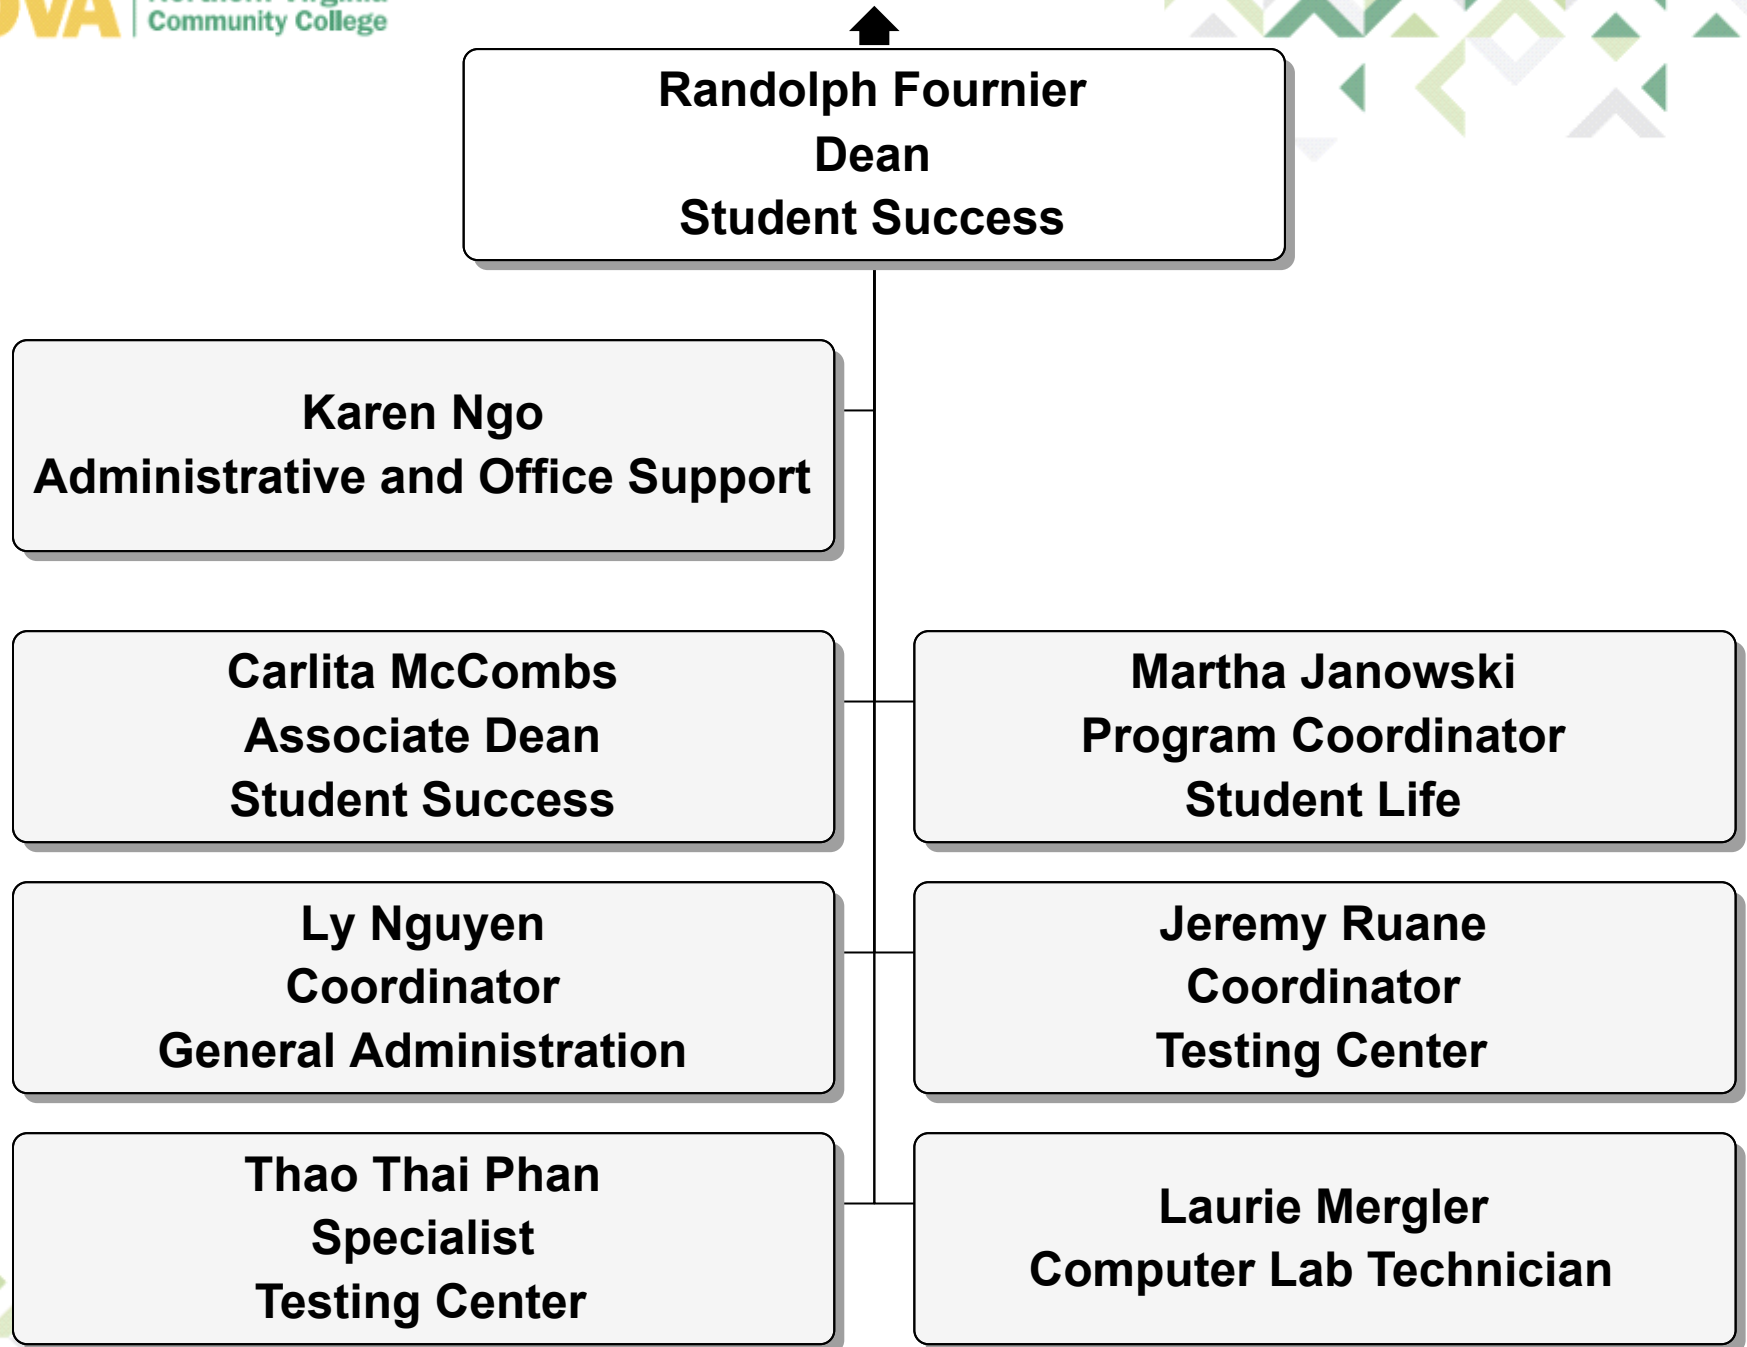 Community College
Randolph Fournier
Dean
Student Success
Karen Ngo
Administrative and Office Support
Carlita McCombs
Associate Dean
Student Success
Martha Janowski
Program Coordinator
Student Life
Ly Nguyen
Coordinator
General Administration
Jeremy Ruane
Coordinator
Testing Center
Thao Thai Phan
Specialist
Testing Center
Laurie Mergler
Computer Lab Technician